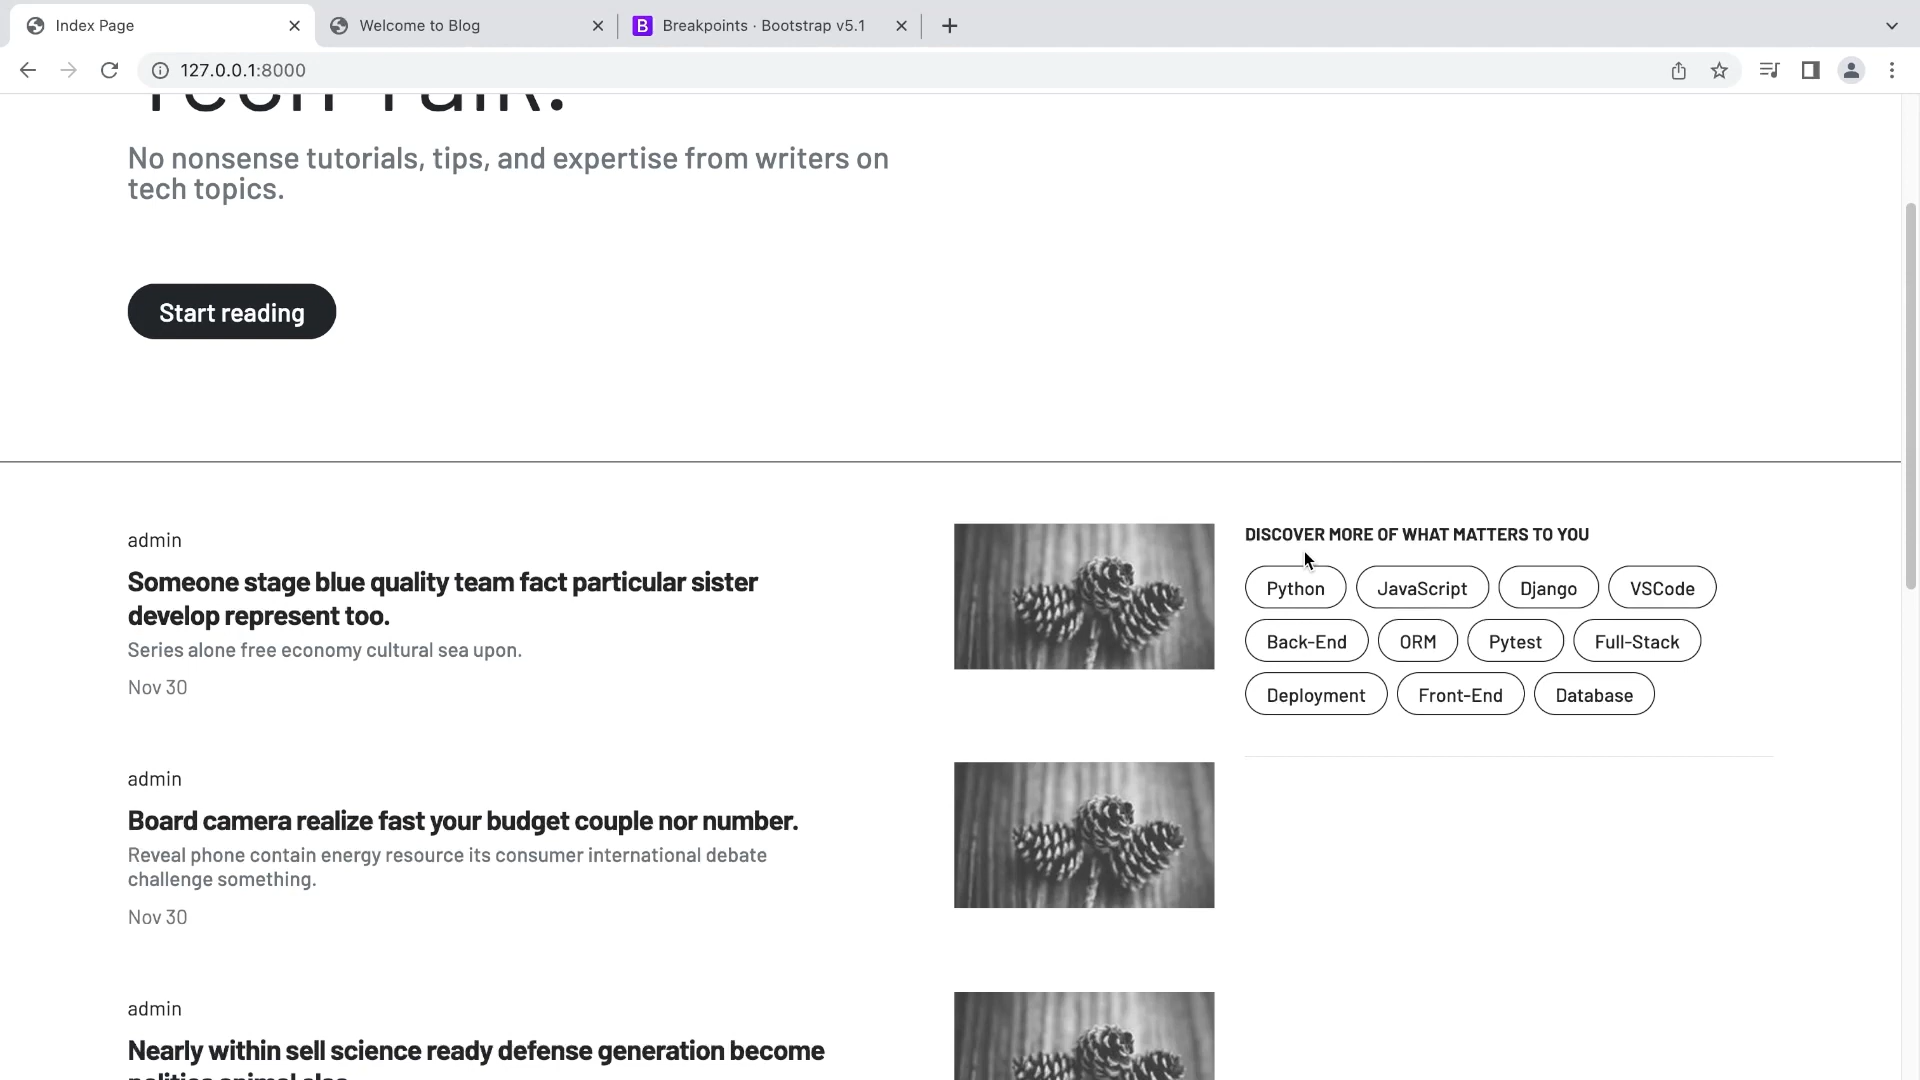 Index Page
Welcome to Blog
B
Breakpoints · Bootstrap v5.1
127.0.0.1:8000
Tech Talk.
No nonsense tutorials, tips, and expertise from writers on
tech topics.
Start reading
admin
Someone stage blue quality team fact particular sister
develop represent too.
Series alone free economy cultural sea upon.
Nov 30
DISCOVER MORE OF WHAT MATTERS TO YOU
Python JavaScript Django VSCode
Back-End ORM Pytest Full-Stack
Deployment Front-End Database
admin
Board camera realize fast your budget couple nor number.
Reveal phone contain energy resource its consumer international debate
challenge something.
Nov 30
admin
Nearly within sell science ready defense generation become
politics animal also